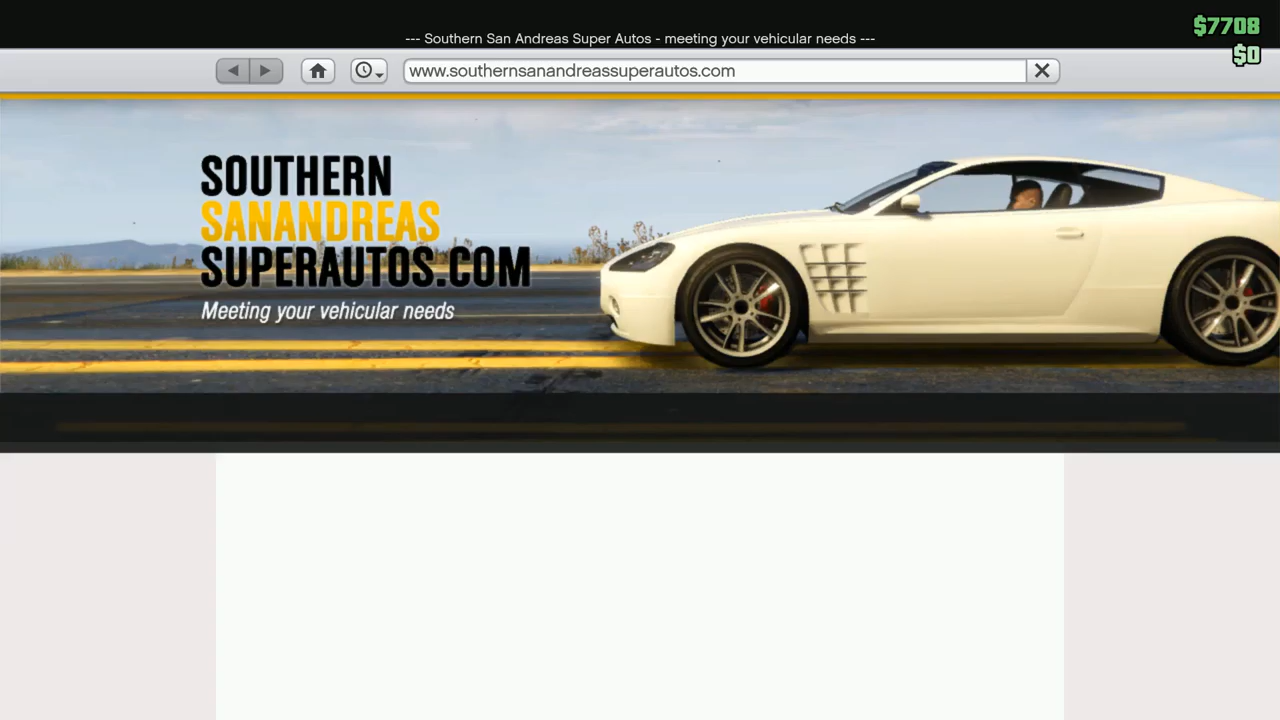 --- Southern San Andreas Super Autos - meeting your vehicular needs ---
$7708
$0
www.southernsanandreassuperautos.com
SOUTHERN
SANANDREAS
SUPERAUTOS.COM
Meeting your vehicular needs